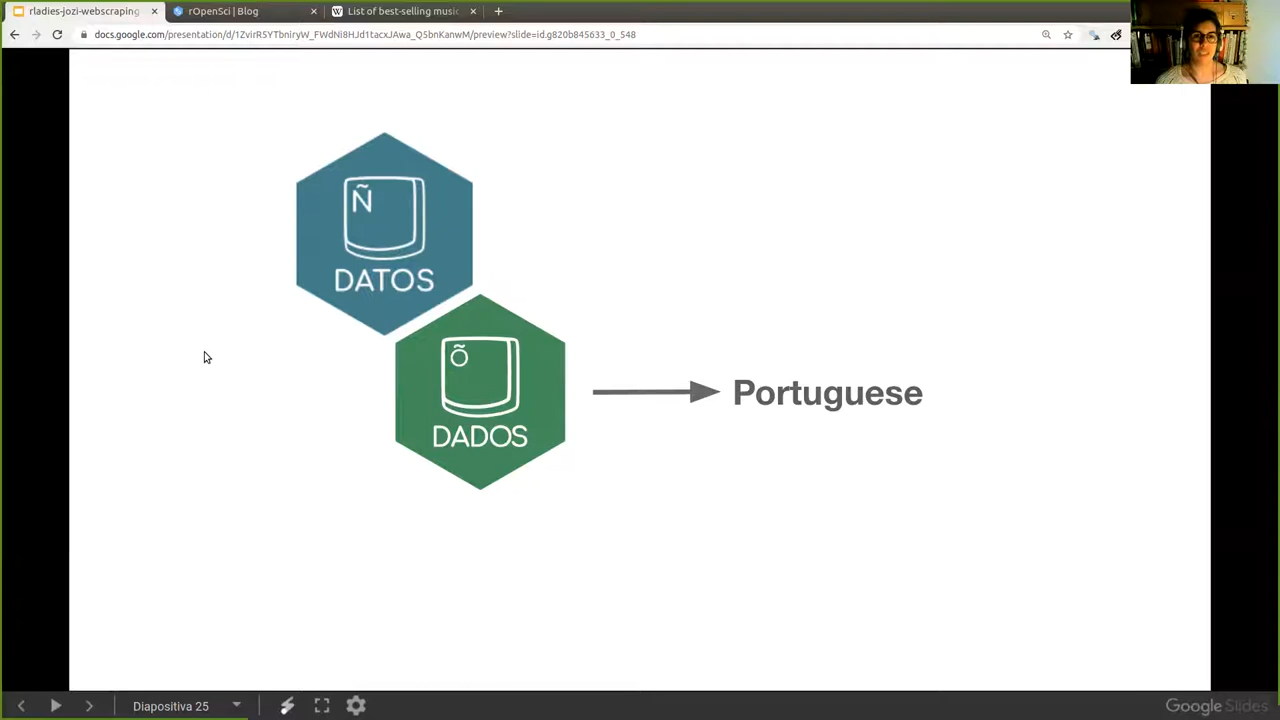 rladies-jozi-webscraping
rOpenSci | Blog
List of best-selling music
docs.google.com/presentation/d/1ZvirR5YTbniryW_FWdNi8HJd1tacxJAwa_Q5bnKanwM/preview?slide=id.g820b845633_0_548
Ñ
DATOS
Õ
DADOS
Portuguese
Diapositiva 25
Google Slides